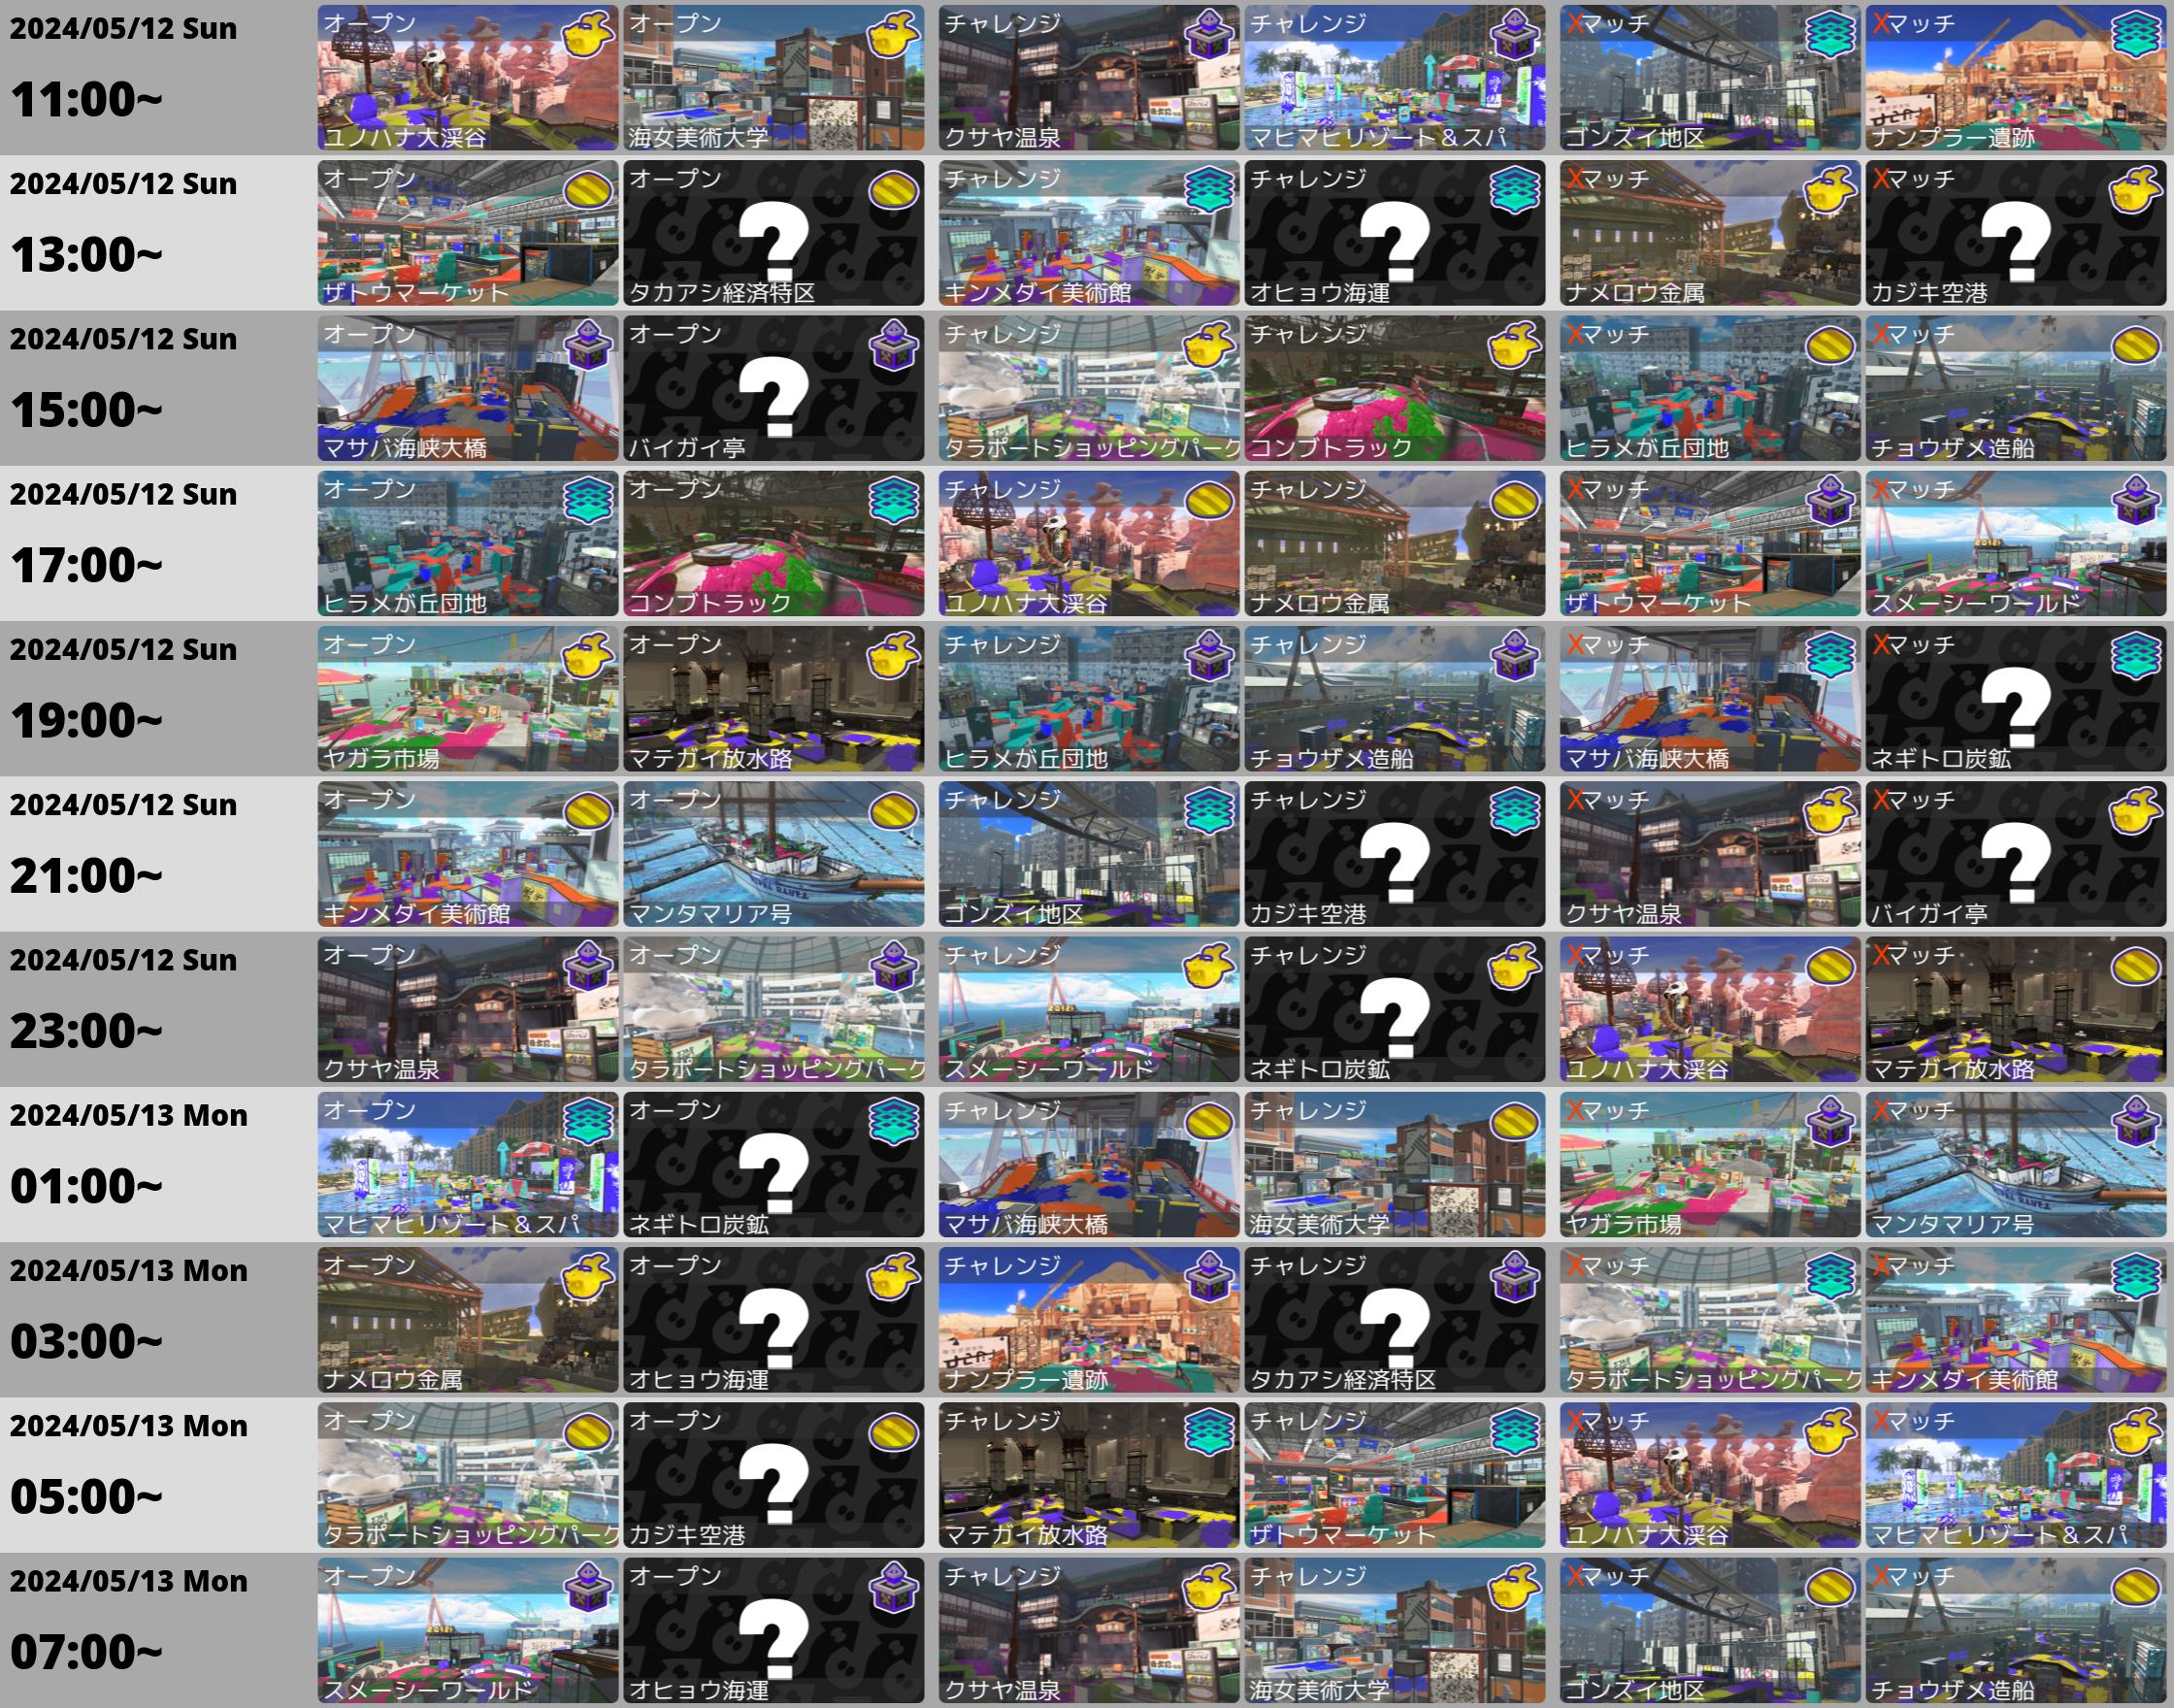 2024/05/12 Sun
11:00~
オープン
ユノハナ大渓谷
オープン
海女美術大学
チャレンジ
クサヤ温泉
チャレンジ
マヒマヒリゾート＆スパ
Xマッチ
ゴンズイ地区
Xマッチ
ナンプラー遺跡
2024/05/12 Sun
13:00~
オープン
ザトウマーケット
オープン
?
タカアシ経済特区
チャレンジ
キンメダイ美術館
チャレンジ
?
オヒョウ海運
Xマッチ
ナメロウ金属
Xマッチ
?
カジキ空港
2024/05/12 Sun
15:00~
オープン
マサバ海峡大橋
オープン
?
バイガイ亭
チャレンジ
タラポートショッピングパーク
チャレンジ
コンブトラック
Xマッチ
ヒラメが丘団地
Xマッチ
チョウザメ造船
2024/05/12 Sun
17:00~
オープン
ヒラメが丘団地
オープン
コンブトラック
チャレンジ
ユノハナ大渓谷
チャレンジ
ナメロウ金属
Xマッチ
ザトウマーケット
Xマッチ
スメーシーワールド
2024/05/12 Sun
19:00~
オープン
ヤガラ市場
オープン
マテガイ放水路
チャレンジ
ヒラメが丘団地
チャレンジ
チョウザメ造船
Xマッチ
マサバ海峡大橋
Xマッチ
?
ネギトロ炭鉱
2024/05/12 Sun
21:00~
オープン
キンメダイ美術館
オープン
マンタマリア号
チャレンジ
ゴンズイ地区
チャレンジ
?
カジキ空港
Xマッチ
クサヤ温泉
Xマッチ
?
バイガイ亭
2024/05/12 Sun
23:00~
オープン
クサヤ温泉
オープン
タラポートショッピングパーク
チャレンジ
スメーシーワールド
チャレンジ
?
ネギトロ炭鉱
Xマッチ
ユノハナ大渓谷
Xマッチ
マテガイ放水路
2024/05/13 Mon
01:00~
オープン
マヒマヒリゾート＆スパ
オープン
?
ネギトロ炭鉱
チャレンジ
マサバ海峡大橋
チャレンジ
海女美術大学
Xマッチ
ヤガラ市場
Xマッチ
マンタマリア号
2024/05/13 Mon
03:00~
オープン
ナメロウ金属
オープン
?
オヒョウ海運
チャレンジ
ナンプラー遺跡
チャレンジ
?
タカアシ経済特区
Xマッチ
タラポートショッピングパーク
Xマッチ
キンメダイ美術館
2024/05/13 Mon
05:00~
オープン
タラポートショッピングパーク
オープン
?
カジキ空港
チャレンジ
マテガイ放水路
チャレンジ
ザトウマーケット
Xマッチ
ユノハナ大渓谷
Xマッチ
マヒマヒリゾート＆スパ
2024/05/13 Mon
07:00~
オープン
スメーシーワールド
オープン
?
オヒョウ海運
チャレンジ
クサヤ温泉
チャレンジ
海女美術大学
Xマッチ
ゴンズイ地区
Xマッチ
チョウザメ造船